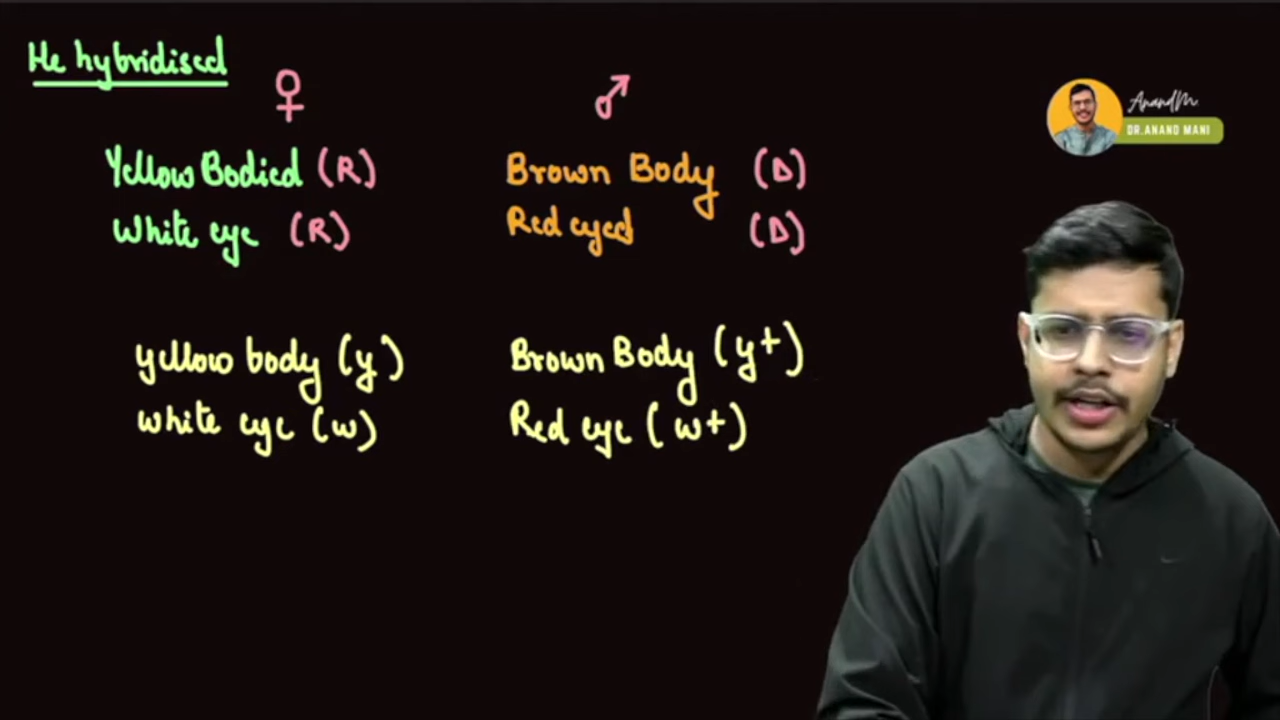 He hybridised
♀ ♂
Yellow Bodied (R) Brown Body (D)
White eye (R) Red eyed (D)
yellow body (y) Brown Body (y+)
white eye (w) Red eye (w+)
AnandM.
DR.ANAND MANI